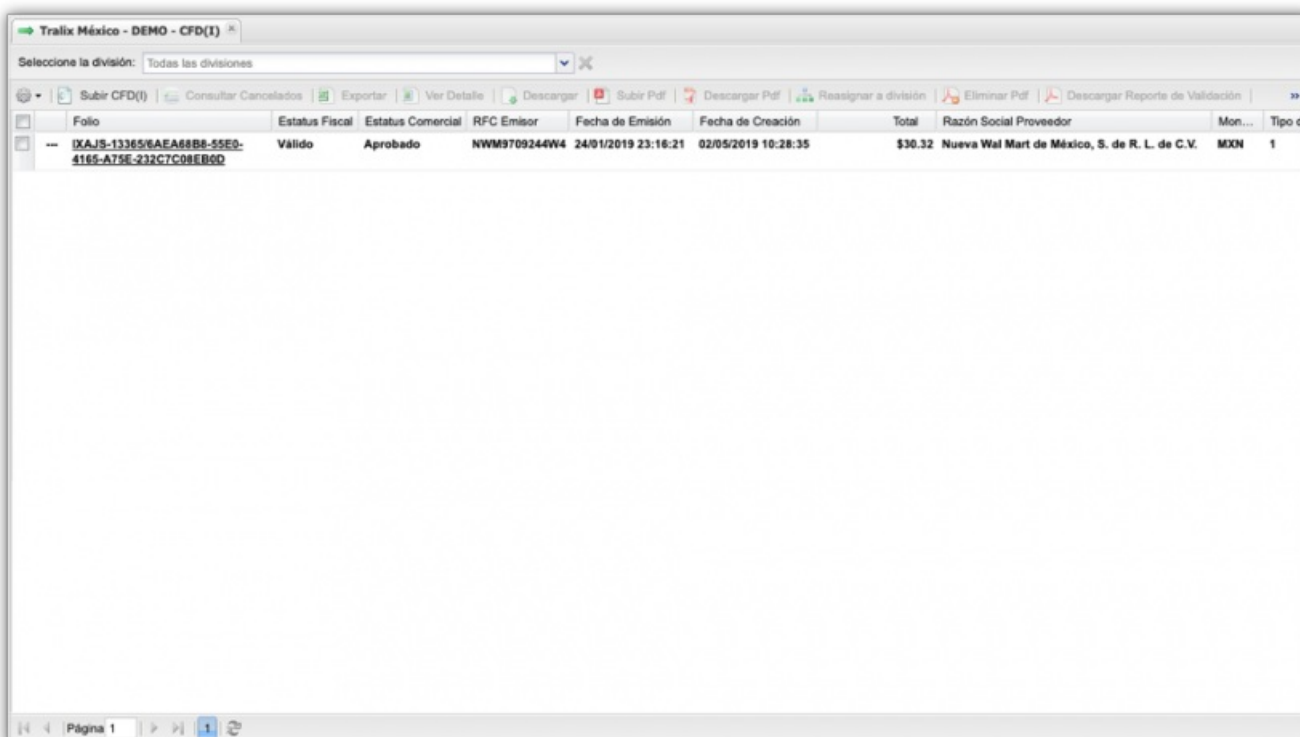 Tralix México - DEMO - CFD(I)
Seleccione la división: Todas las divisiones
Subir CFD(I) Consultar Cancelados Exportar Ver Detalle Descargar Subir Pdf Descargar Pdf Reasignar a división Eliminar Pdf Descargar Reporte de Validación »
Folio Estatus Fiscal Estatus Comercial RFC Emisor Fecha de Emisión Fecha de Creación Total Razón Social Proveedor Mon... Tipo
--- IXAJS-13365/6AEA68B8-55E0- Válido Aprobado NWM9709244W4 24/01/2019 23:16:21 02/05/2019 10:28:35 $30.32 Nueva Wal Mart de México, S. de R. L. de C.V. MXN 1
4165-A75E-232C7C08EB0D
Página 1 1